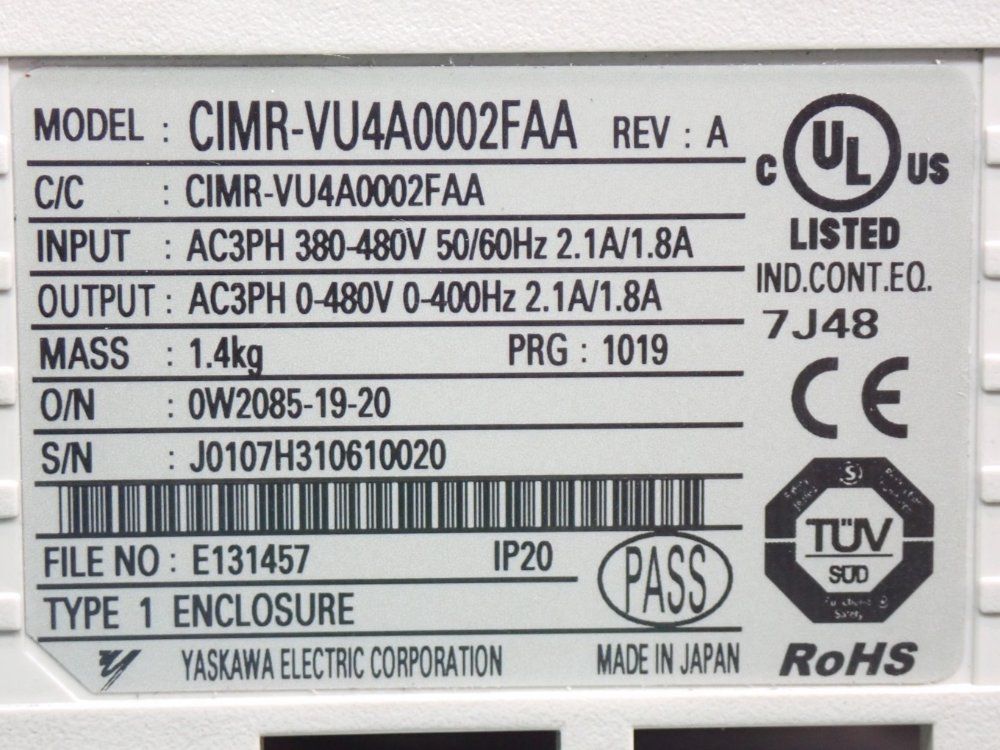 MODEL : CIMR-VU4A0002FAA REV : A
C/C : CIMR-VU4A0002FAA
INPUT : AC3PH 380-480V 50/60Hz 2.1A/1.8A
OUTPUT : AC3PH 0-480V 0-400Hz 2.1A/1.8A
MASS : 1.4kg PRG : 1019
O/N : 0W2085-19-20
S/N : J0107H310610020
FILE NO : E131457 IP20
TYPE 1 ENCLOSURE
PASS
YASKAWA ELECTRIC CORPORATION MADE IN JAPAN
C UL US
LISTED
IND.CONT.EQ.
7J48
CE
TÜV
SÜD
Safety
RoHS